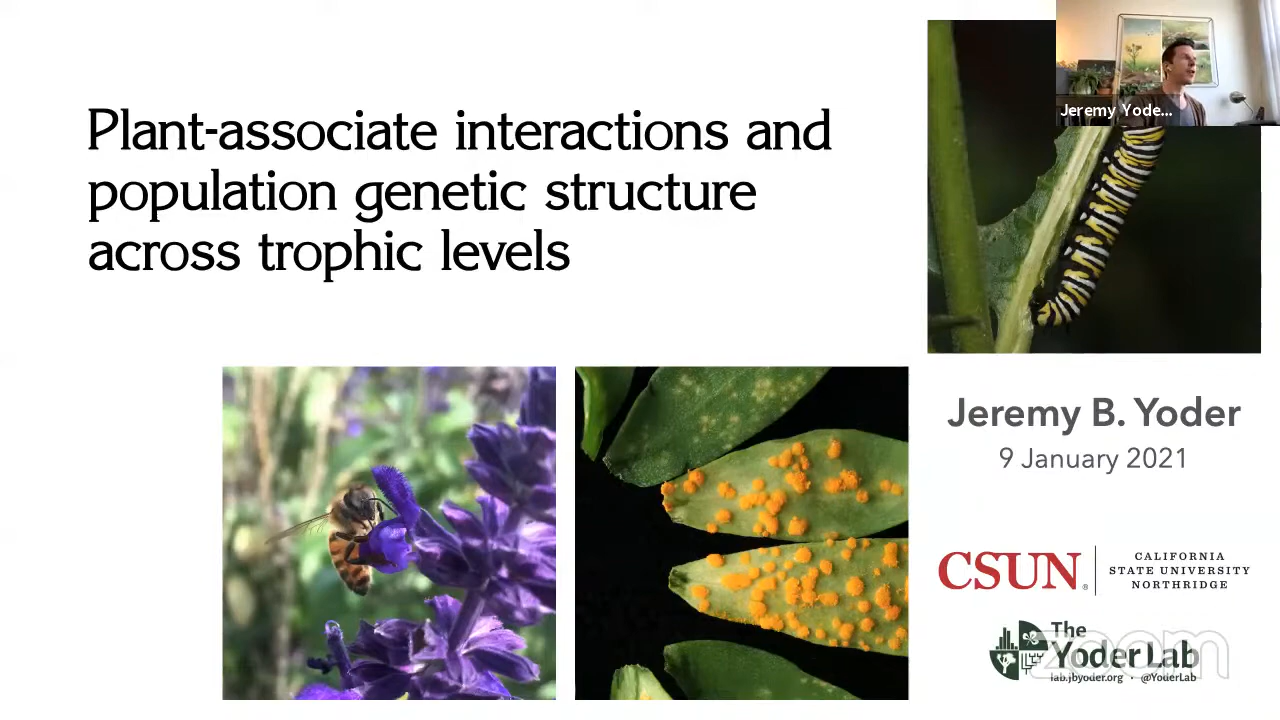 Plant-associate interactions and
population genetic structure
across trophic levels
Jeremy Yode...
Jeremy B. Yoder
9 January 2021
CSUN®
CALIFORNIA
STATE UNIVERSITY
NORTHRIDGE
The
Yoder Lab
lab.jbyoder.org · @YoderLab
zoom